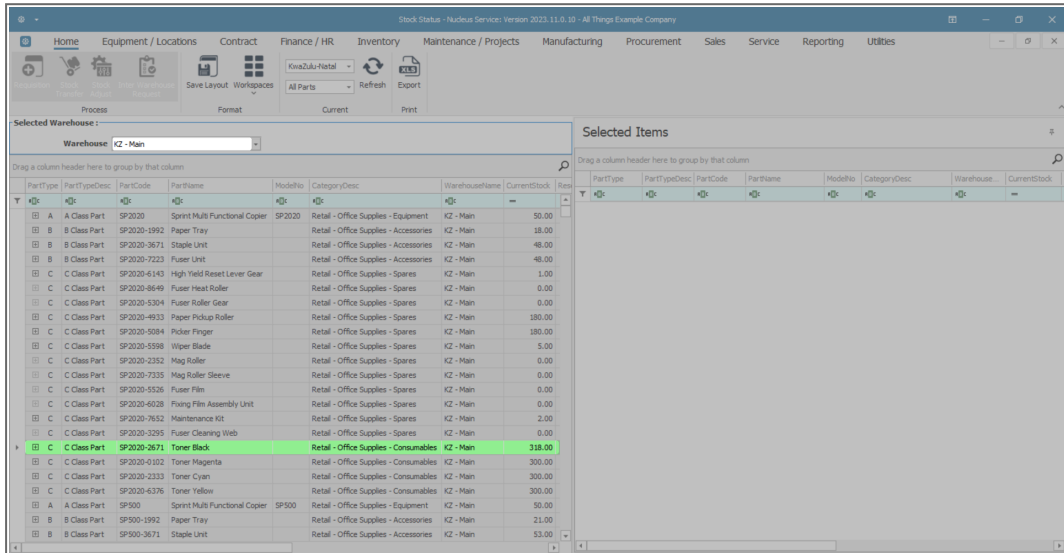 Stock Status - Nucleus Service: Version 2023.11.0.10 - All Things Example Company
Home Equipment / Locations Contract Finance / HR Inventory Maintenance / Projects Manufacturing Procurement Sales Service Reporting Utilities
KwaZulu-Natal
All Parts
Save Layout Workspaces Refresh Export
Process Format Current Print
Selected Warehouse :
Warehouse KZ - Main
Selected Items
Drag a column header here to group by that column
Drag a column header here to group by that column
PartType PartTypeDesc PartCode PartName ModelNo CategoryDesc WarehouseName CurrentStock Rese
PartType PartTypeDesc PartCode PartName ModelNo CategoryDesc Warehouse... CurrentStock
A A Class Part SP2020 Sprint Multi Functional Copier SP2020 Retail - Office Supplies - Equipment KZ - Main 50.00
B B Class Part SP2020-1992 Paper Tray Retail - Office Supplies - Accessories KZ - Main 18.00
B B Class Part SP2020-3671 Staple Unit Retail - Office Supplies - Accessories KZ - Main 48.00
B B Class Part SP2020-7223 Fuser Unit Retail - Office Supplies - Accessories KZ - Main 48.00
C C Class Part SP2020-6143 High Yield Reset Lever Gear Retail - Office Supplies - Spares KZ - Main 1.00
C C Class Part SP2020-8649 Fuser Heat Roller Retail - Office Supplies - Spares KZ - Main 0.00
C C Class Part SP2020-5304 Fuser Roller Gear Retail - Office Supplies - Spares KZ - Main 0.00
C C Class Part SP2020-4933 Paper Pickup Roller Retail - Office Supplies - Spares KZ - Main 180.00
C C Class Part SP2020-5084 Picker Finger Retail - Office Supplies - Spares KZ - Main 180.00
C C Class Part SP2020-5598 Wiper Blade Retail - Office Supplies - Spares KZ - Main 5.00
C C Class Part SP2020-2352 Mag Roller Retail - Office Supplies - Spares KZ - Main 0.00
C C Class Part SP2020-7335 Mag Roller Sleeve Retail - Office Supplies - Spares KZ - Main 0.00
C C Class Part SP2020-5526 Fuser Film Retail - Office Supplies - Spares KZ - Main 0.00
C C Class Part SP2020-6028 Fixing Film Assembly Unit Retail - Office Supplies - Spares KZ - Main 0.00
C C Class Part SP2020-7652 Maintenance Kit Retail - Office Supplies - Spares KZ - Main 2.00
C C Class Part SP2020-3295 Fuser Cleaning Web Retail - Office Supplies - Spares KZ - Main 0.00
C C Class Part SP2020-2671 Toner Black Retail - Office Supplies - Consumables KZ - Main 318.00
C C Class Part SP2020-0102 Toner Magenta Retail - Office Supplies - Consumables KZ - Main 300.00
C C Class Part SP2020-2333 Toner Cyan Retail - Office Supplies - Consumables KZ - Main 300.00
C C Class Part SP2020-6376 Toner Yellow Retail - Office Supplies - Consumables KZ - Main 300.00
A A Class Part SP500 Sprint Multi Functional Copier SP500 Retail - Office Supplies - Equipment KZ - Main 50.00
B B Class Part SP500-1992 Paper Tray Retail - Office Supplies - Accessories KZ - Main 21.00
B B Class Part SP500-3671 Staple Unit Retail - Office Supplies - Accessories KZ - Main 53.00